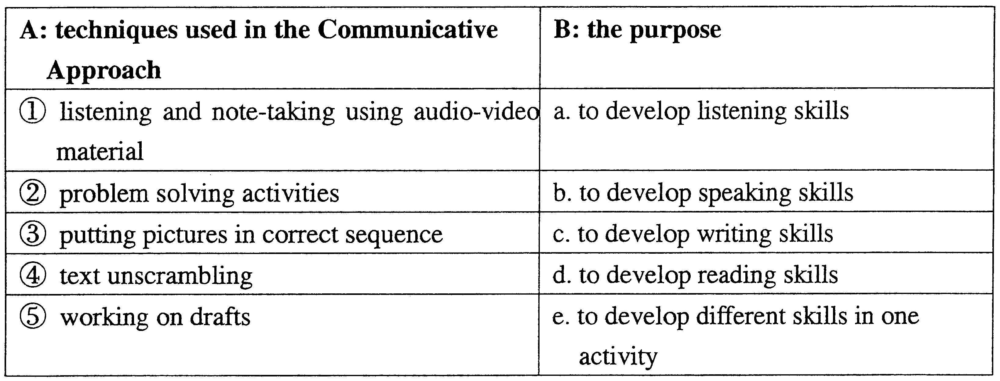 A: techniques used in the Communicative
Approach
B: the purpose
① listening and note-taking using audio-video
material
a. to develop listening skills
② problem solving activities
b. to develop speaking skills
③ putting pictures in correct sequence
c. to develop writing skills
④ text unscrambling
d. to develop reading skills
⑤ working on drafts
e. to develop different skills in one
activity